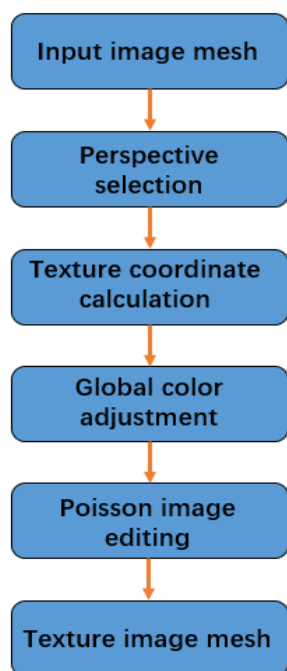 Input image mesh
Perspective
selection
Texture coordinate
calculation
Global color
adjustment
Poisson image
editing
Texture image mesh